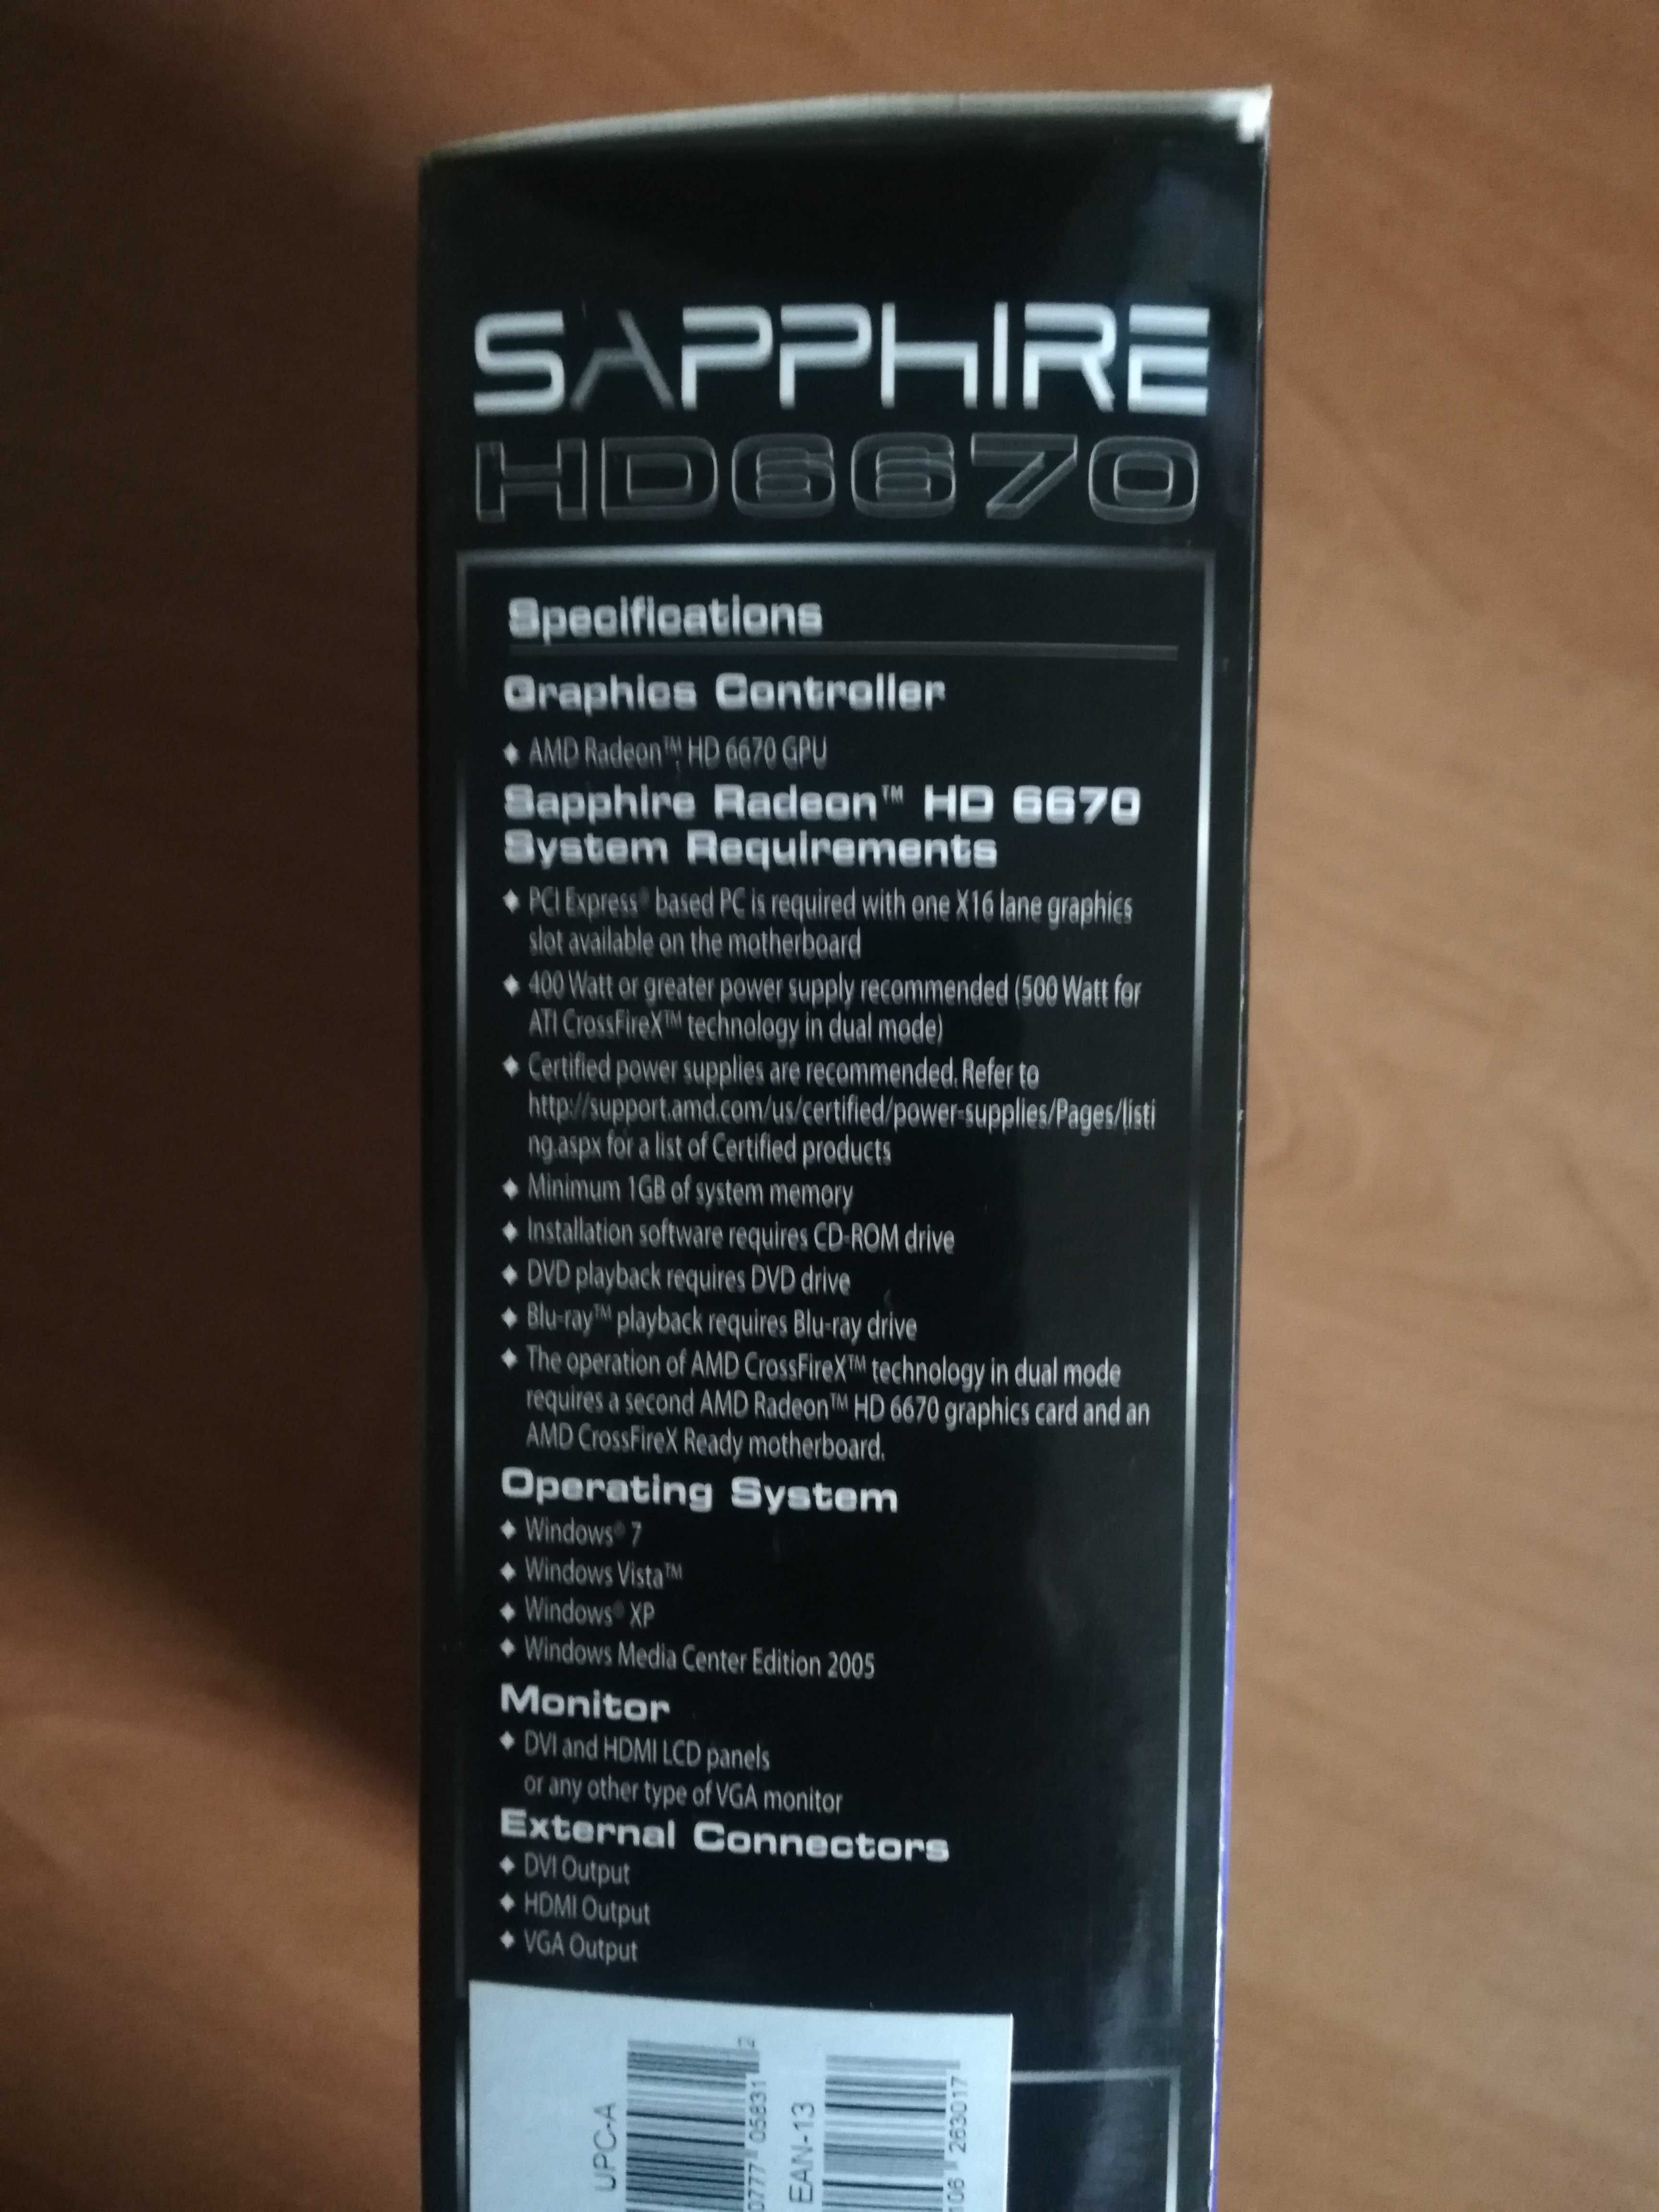 SAPPHIRE
HD6670
Specifications
Graphics Controller
AMD Radeon™ HD 6670 GPU
Sapphire Radeon™ HD 6670
System Requirements
PCI Express® based PC is required with one X16 lane graphics
slot available on the motherboard
400 Watt or greater power supply recommended (500 Watt for
ATI CrossFireX™ technology in dual mode)
Certified power supplies are recommended. Refer to
http://support.amd.com/us/certified/power-supplies/Pages/listi
ng.aspx for a list of Certified products
Minimum 1GB of system memory
Installation software requires CD-ROM drive
DVD playback requires DVD drive
Blu-ray™ playback requires Blu-ray drive
The operation of AMD CrossFireX™ technology in dual mode
requires a second AMD Radeon™ HD 6670 graphics card and an
AMD CrossFireX Ready motherboard.
Operating System
Windows® 7
Windows Vista™
Windows® XP
Windows Media Center Edition 2005
Monitor
DVI and HDMI LCD panels
or any other type of VGA monitor
External Connectors
DVI Output
HDMI Output
VGA Output
UPC-A
0777 05831 2
EAN-13
106 263017